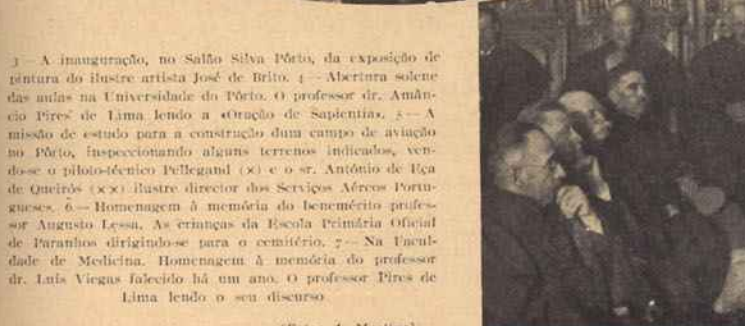 3 — A inauguração, no Salão Silva Pôrto, da exposição de
pintura do ilustre artista José de Brito. 4 — Abertura solene
das aulas na Universidade do Pôrto. O professor dr. Amân-
cio Pires de Lima lendo a «Oração de Sapientia». 5 — A
missão de estudo para a construção dum campo de aviação
no Pôrto, inspeccionando alguns terrenos indicados, ven-
do-se o piloto-técnico Pellegand (×) e o sr. António de Eça
de Queirós (××) ilustre director dos Serviços Aéreos Portu-
gueses. 6. — Homenagem à memória do benemérito profes-
sor Augusto Lessa. As crianças da Escola Primária Oficial
de Paranhos dirigindo-se para o cemitério. 7 — Na Facul-
dade de Medicina. Homenagem à memória do professor
dr. Luis Viegas falecido há um ano. O professor Pires de
Lima lendo o seu discurso